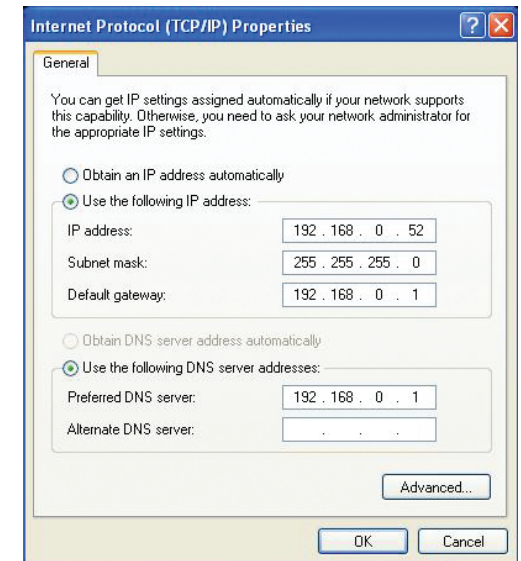 Internet Protocol (TCP/IP) Properties
General
You can get IP settings assigned automatically if your network supports
this capability. Otherwise, you need to ask your network administrator for
the appropriate IP settings.
Obtain an IP address automatically
Use the following IP address:
IP address: 192 . 168 . 0 . 52
Subnet mask: 255 . 255 . 255 . 0
Default gateway: 192 . 168 . 0 . 1
Obtain DNS server address automatically
Use the following DNS server addresses:
Preferred DNS server: 192 . 168 . 0 . 1
Alternate DNS server: . . .
Advanced...
OK Cancel